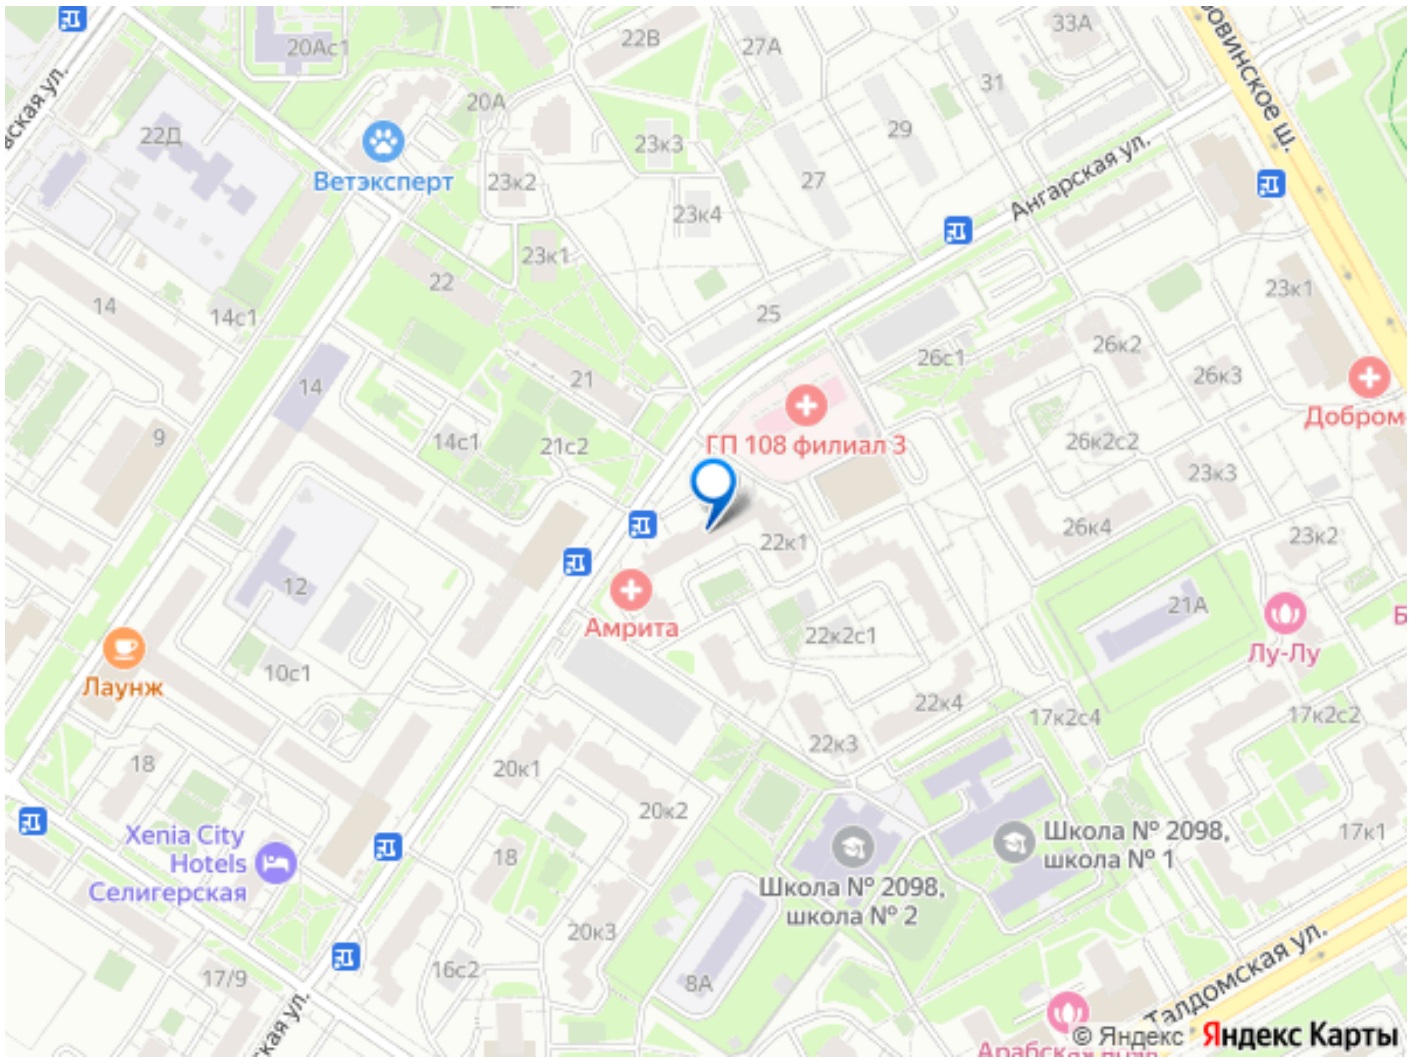 20Ас1
22В
27А
33А
31
29
27
20А
23к3
23к2
23к4
23к1
22Д
Ветэксперт
вская ул.
зовинское ш.
Ангарская ул.
14
14с1
22
25
23к1
26с1
26к2
26к3
Добром
14
21
9
14с1
21с2
ГП 108 филиал 3
26к2с2
23к3
22к1
26к4
23к2
12
Амрита
22к2с1
21А
Лу-Лу
Б
Лаунж
10с1
22к4
17к2с4
17к2с2
18
20к1
22к3
20к2
17к1
Xenia City
Hotels
Селигерская
18
Школа № 2098,
школа № 1
Школа № 2098,
школа № 2
20к3
16с2
17/9
8А
ская ул.
Талдомская ул.
© Яндекс Яндекс Карты